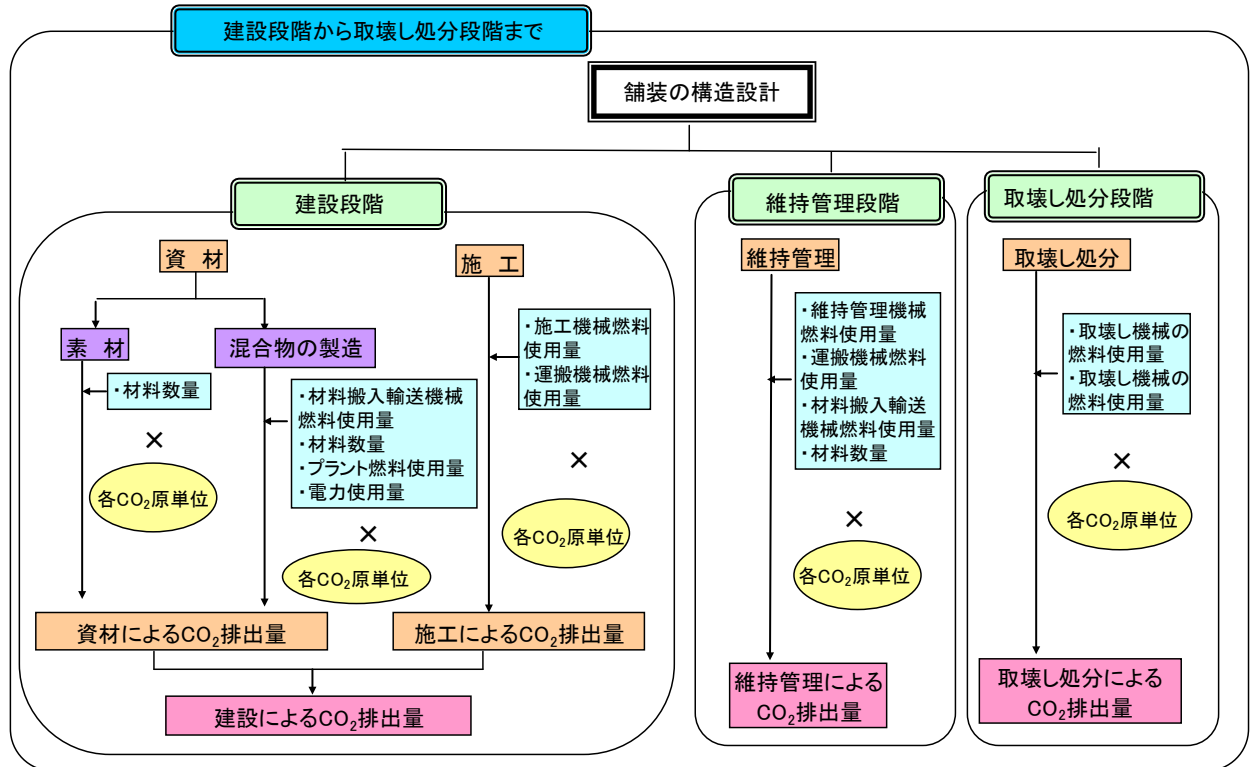 建設段階から取壊し処分段階まで
舗装の構造設計
建設段階
資　材
施　工
素　材
混合物の製造
・材料数量
・材料搬入輸送機械
燃料使用量
・材料数量
・プラント燃料使用量
・電力使用量
・施工機械燃料
使用量
・運搬機械燃料
使用量
×
各CO₂原単位
×
各CO₂原単位
×
各CO₂原単位
資材によるCO₂排出量
施工によるCO₂排出量
建設によるCO₂排出量
維持管理段階
維持管理
・維持管理機械
燃料使用量
・運搬機械燃料
使用量
・材料搬入輸送
機械燃料使用量
・材料数量
×
各CO₂原単位
維持管理による
CO₂排出量
取壊し処分段階
取壊し処分
・取壊し機械の
燃料使用量
・取壊し機械の
燃料使用量
×
各CO₂原単位
取壊し処分による
CO₂排出量